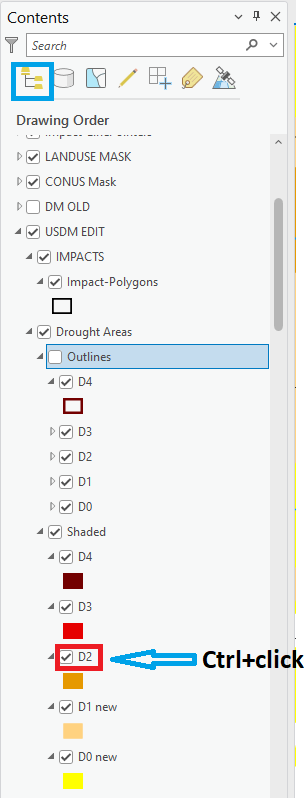 Contents
Search
Drawing Order
LANDUSE MASK
CONUS Mask
DM OLD
USDM EDIT
IMPACTS
Impact-Polygons
Drought Areas
Outlines
D4
D3
D2
D1
D0
Shaded
D4
D3
D2 Ctrl+click
D1 new
D0 new